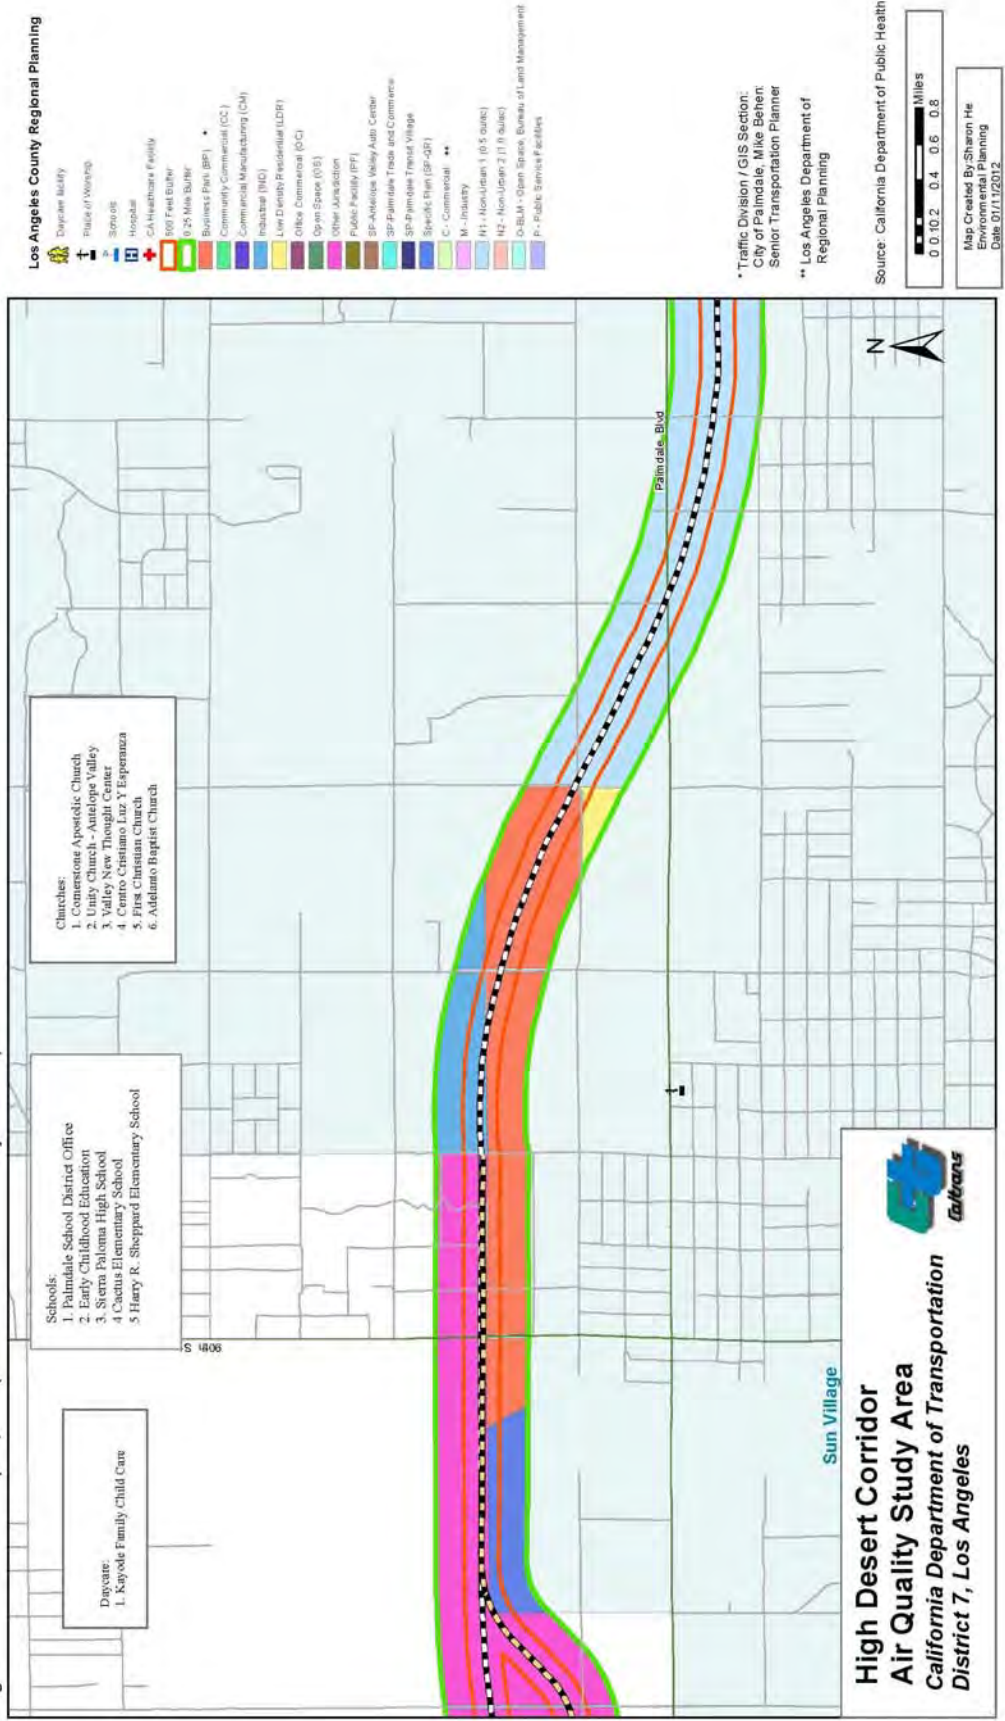 Daycare:
1. Kayode Family Child Care
Schools:
1. Palmdale School District Office
2. Early Childhood Education
3. Sierra Paloma High School
4 Cactus Elementary School
5 Harry R. Sheppard Elementary School
Churches:
1. Cornerstone Apostolic Church
2. Unity Church - Antelope Valley
3. Valley New Thought Center
4. Centro Cristiano Luz Y Esperanza
5. First Christian Church
6. Adelanto Baptist Church
90th S
Palmdale Blvd
Sun Village
N
High Desert Corridor
Air Quality Study Area
California Department of Transportation
District 7, Los Angeles
Caltrans
Los Angeles County Regional Planning
Daycare facility
Place of Worship
Schools
H Hospital
CA Healthcare Facility
500 Feet Buffer
0.25 Mile Buffer
Business Park (BP) *
Community Commercial (CC)
Commercial Manufacturing (CM)
Industrial (IND)
Low Density Residential (LDR)
Office Commercial (OC)
Open Space (OS)
Other Jurisdiction
Public Facility (PF)
SP-Antelope Valley Auto Center
SP-Palmdale Trade and Commerce
SP-Palmdale Transit Village
Specific Plan (SP-QR)
C - Commercial **
M - Industry
N1 - Non-Urban 1 (0.5 du/ac)
N2 - Non-Urban 2 (1.0 du/ac)
O-BLM - Open Space, Bureau of Land Management
P - Public Service Facilities
* Traffic Division / GIS Section:
City of Palmdale, Mike Behen:
Senior Transportation Planner
** Los Angeles Department of
Regional Planning
Source: California Department of Public Health
Miles
0 0.10.2 0.4 0.6 0.8
Map Created By:Sharon He
Environmental Planning
Date 01/11/2012